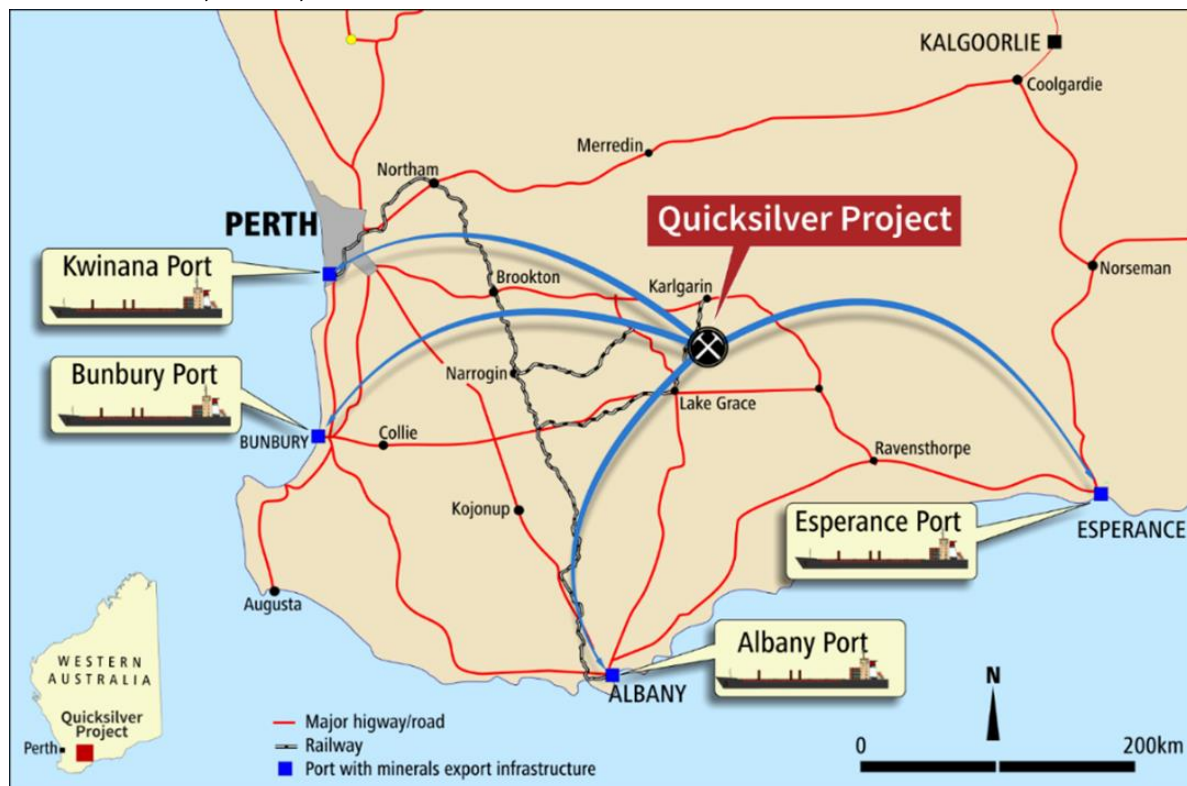 KALGOORLIE
Coolgardie
Merredin
Northam
Quicksilver Project
PERTH
Kwinana Port
Norseman
Brookton
Karlgarin
Bunbury Port
Narrogin
Lake Grace
BUNBURY
Collie
Ravensthorpe
Kojonup
Esperance Port
ESPERANCE
Augusta
Albany Port
ALBANY
WESTERN
AUSTRALIA
Quicksilver
Project
Perth
Major higway/road
Railway
Port with minerals export infrastructure
N
0 200km